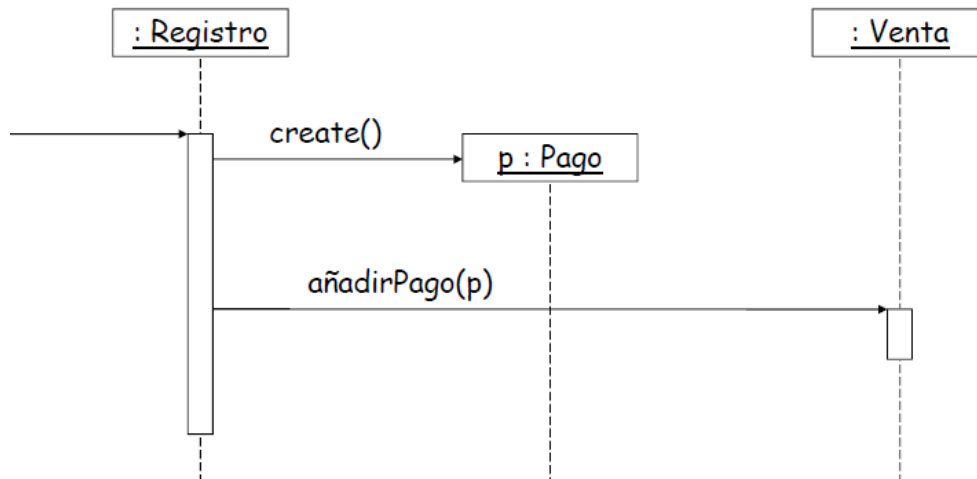 : Registro
: Venta
create()
p : Pago
añadirPago(p)